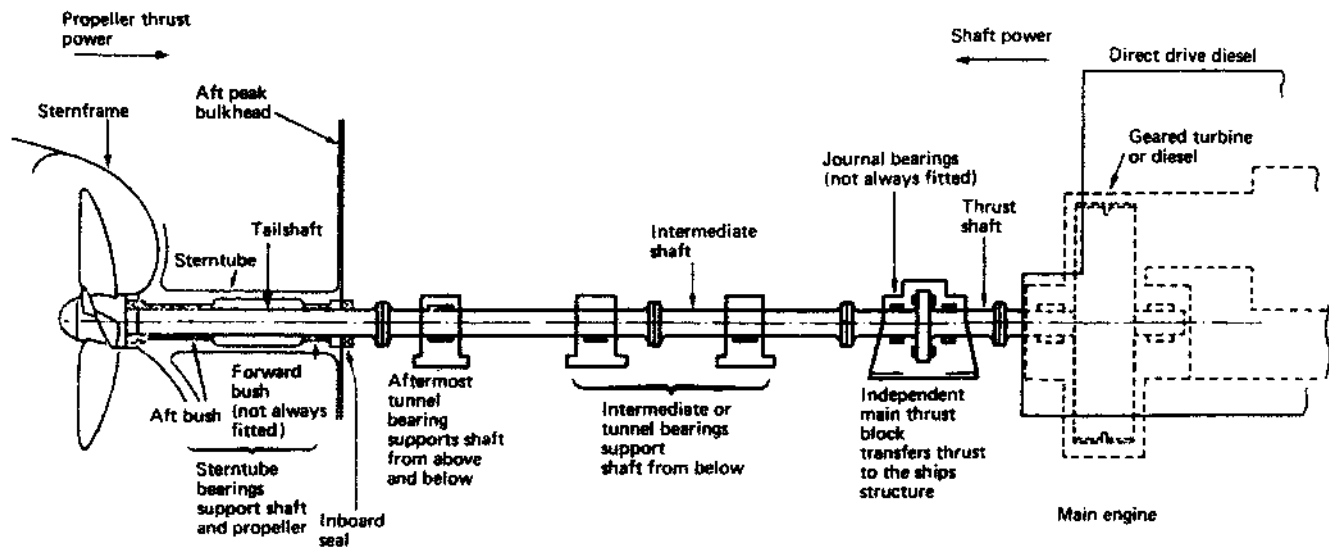 Propeller thrust
power
Shaft power
Direct drive diesel
Aft peak
bulkhead
Sternframe
Geared turbine
or diesel
Journal bearings
(not always fitted)
Thrust
shaft
Tailshaft
Intermediate
shaft
Sterntube
Aft bush
Forward
bush
(not always
fitted)
Sterntube
bearings
support shaft
and propeller
Inboard
seal
Aftermost
tunnel
bearing
supports shaft
from above
and below
Intermediate or
tunnel bearings
support
shaft from below
Independent
main thrust
block
transfers thrust
to the ships
structure
Main engine